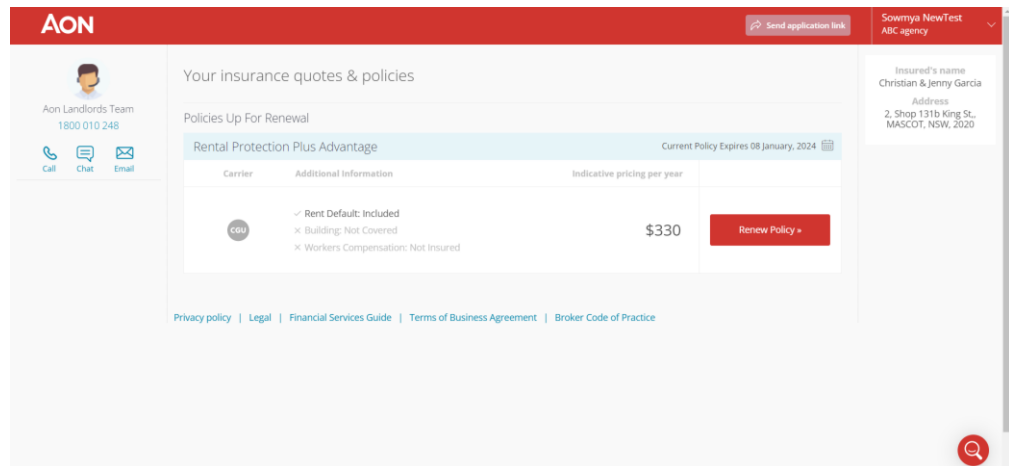 AON
Send application link
Sowmya NewTest
ABC agency
Aon Landlords Team
1800 010 248
Call
Chat
Email
Your insurance quotes & policies
Policies Up For Renewal
Rental Protection Plus Advantage
Current Policy Expires 08 January, 2024
Carrier
Additional Information
Indicative pricing per year
CGU
Rent Default: Included
Building: Not Covered
Workers Compensation: Not Insured
$330
Renew Policy »
Privacy policy | Legal | Financial Services Guide | Terms of Business Agreement | Broker Code of Practice
Insured's name
Christian & Jenny Garcia
Address
2, Shop 131b King St,,
MASCOT, NSW, 2020